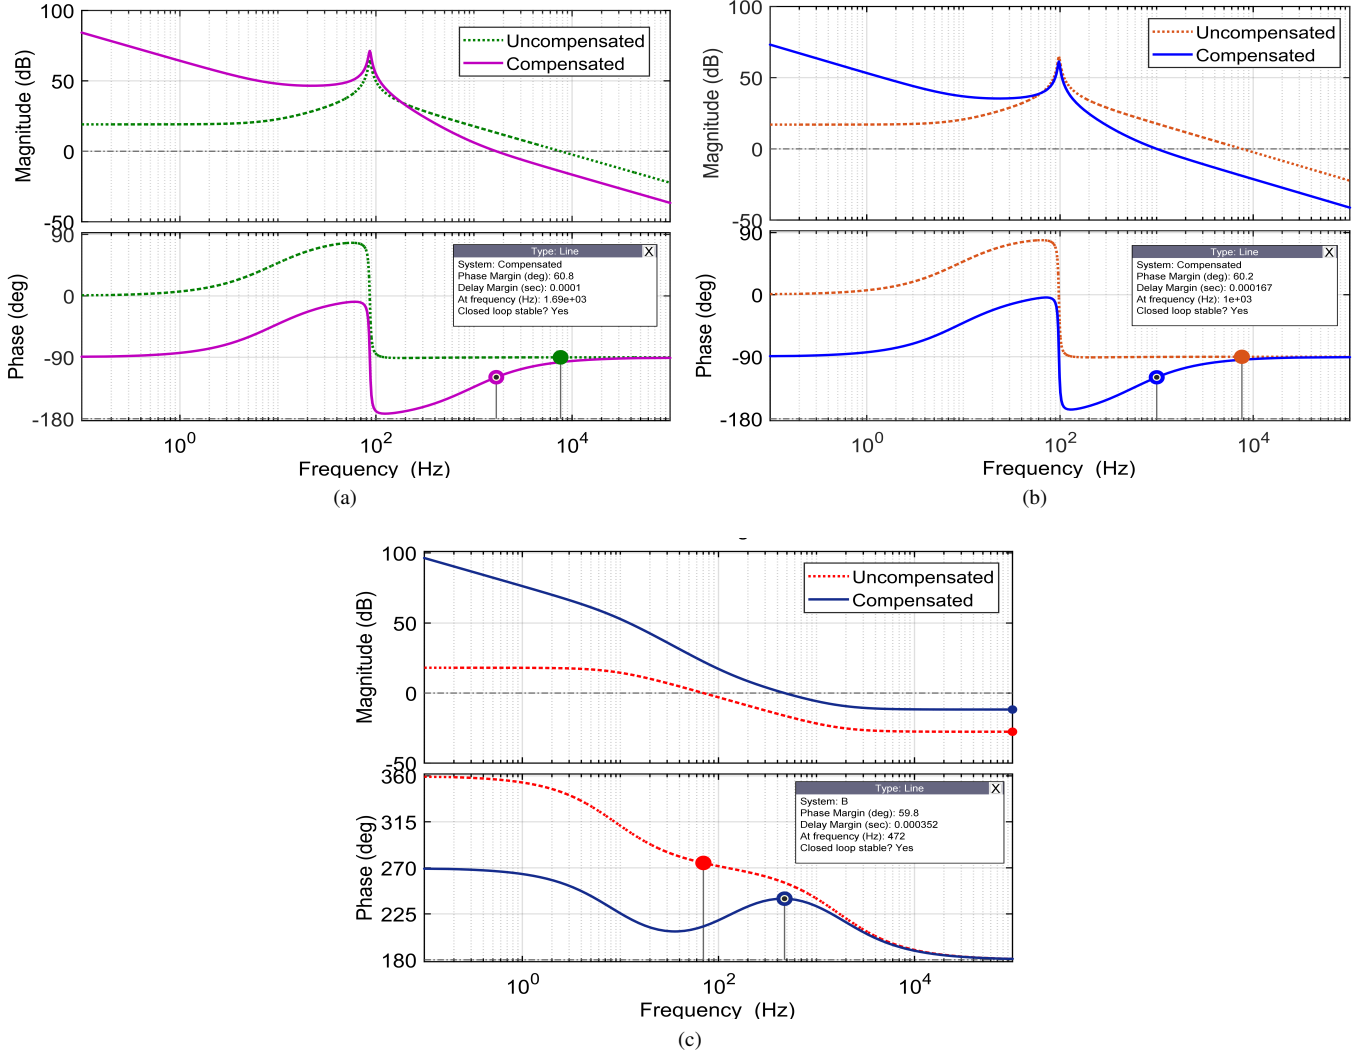 100
50
0
-50
Magnitude (dB)
Uncompensated
Compensated
90
0
-90
-180
Phase (deg)
Type: Line X
System: Compensated
Phase Margin (deg): 60.8
Delay Margin (sec): 0.0001
At frequency (Hz): 1.69e+03
Closed loop stable? Yes
10^0 10^2 10^4
Frequency (Hz)
(a)
100
50
0
-50
Magnitude (dB)
Uncompensated
Compensated
90
0
-90
-180
Phase (deg)
Type: Line X
System: Compensated
Phase Margin (deg): 60.2
Delay Margin (sec): 0.000167
At frequency (Hz): 1e+03
Closed loop stable? Yes
10^0 10^2 10^4
Frequency (Hz)
(b)
100
50
0
-50
Magnitude (dB)
Uncompensated
Compensated
360
315
270
225
180
Phase (deg)
Type: Line X
System: B
Phase Margin (deg): 59.8
Delay Margin (sec): 0.000352
At frequency (Hz): 472
Closed loop stable? Yes
10^0 10^2 10^4
Frequency (Hz)
(c)